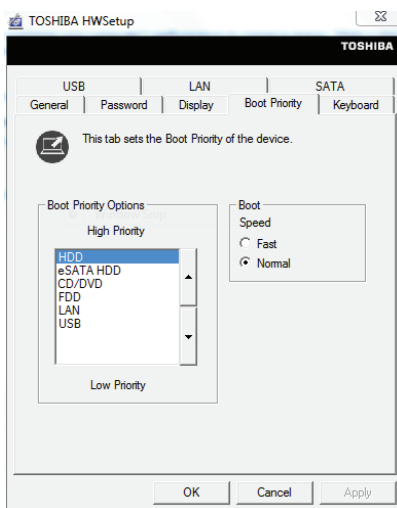 TOSHIBA HWSetup
TOSHIBA
USB LAN SATA
General Password Display Boot Priority Keyboard
This tab sets the Boot Priority of the device.
Boot Priority Options
High Priority
HDD
eSATA HDD
CD/DVD
FDD
LAN
USB
Low Priority
Boot
Speed
Fast
Normal
OK Cancel Apply